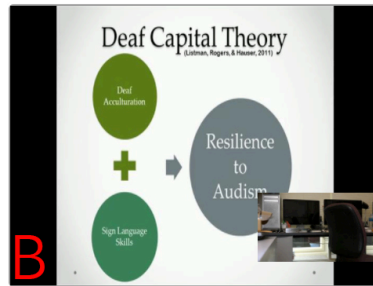 Deaf Capital Theory
(Listman, Rogers, & Hauser, 2011)
Deaf
Acculturation
Resilience
to
Audism
Sign Language
Skills
B